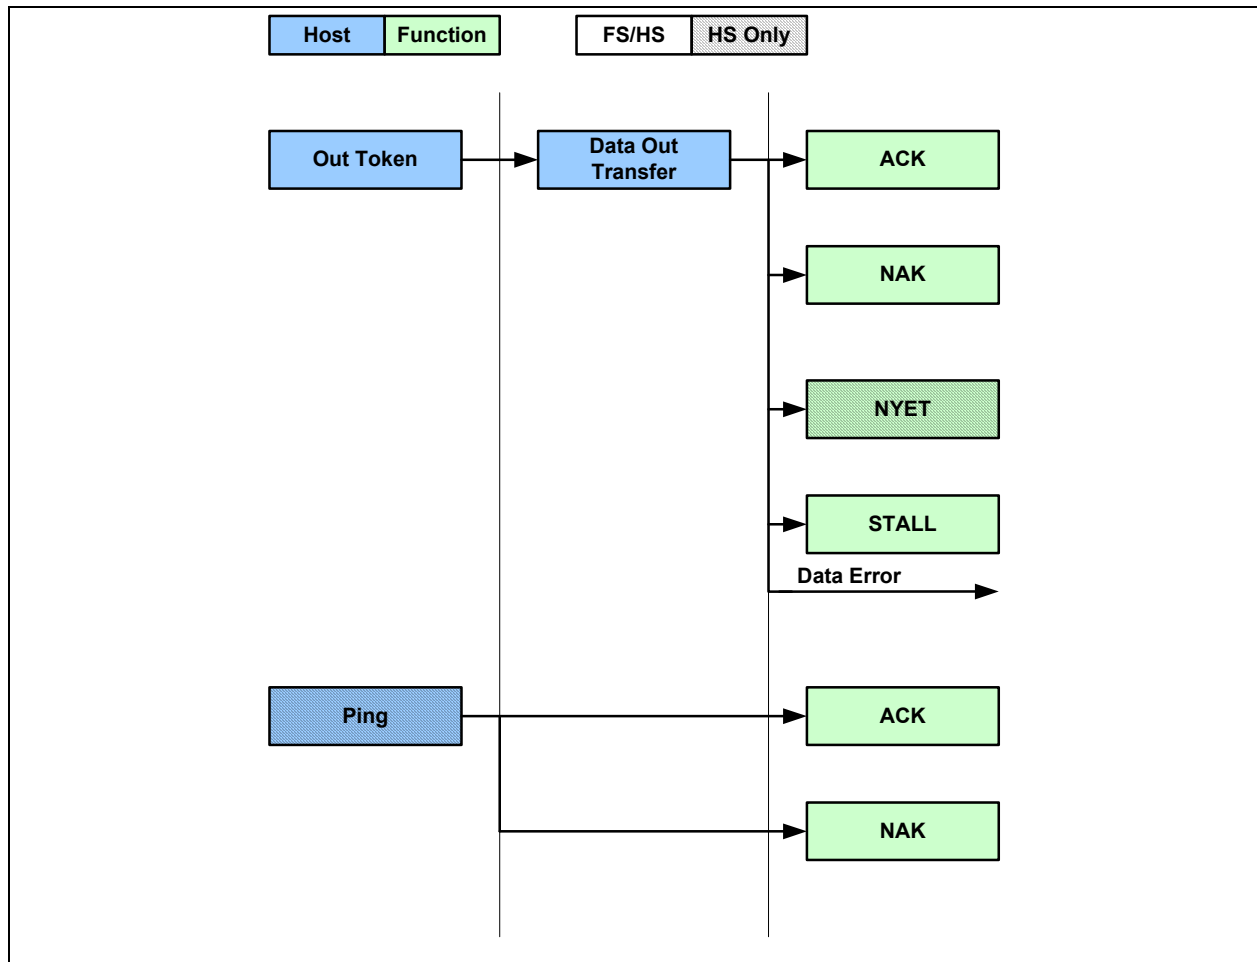 Host Function FS/HS HS Only
Out Token
Data Out
Transfer
ACK
NAK
NYET
STALL
Data Error
Ping
ACK
NAK